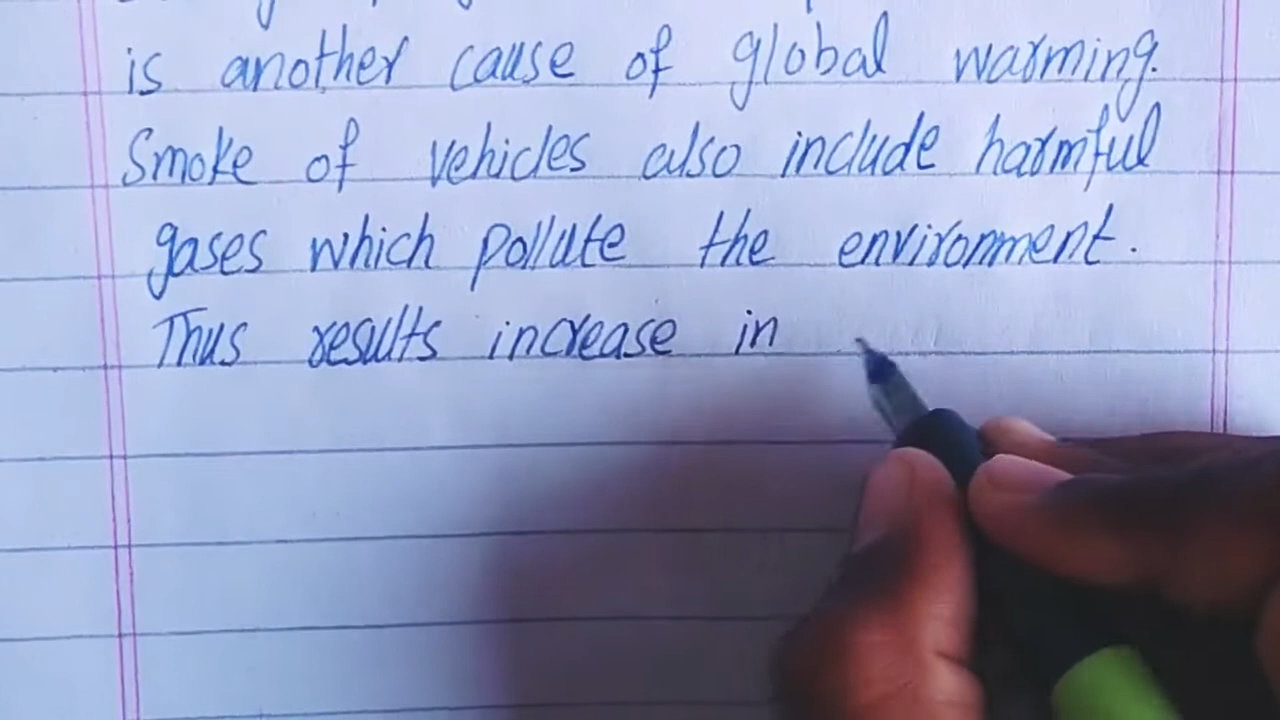 is another cause of global warming.
Smoke of vehicles also include harmful
gases which pollute the environment.
Thus results increase in